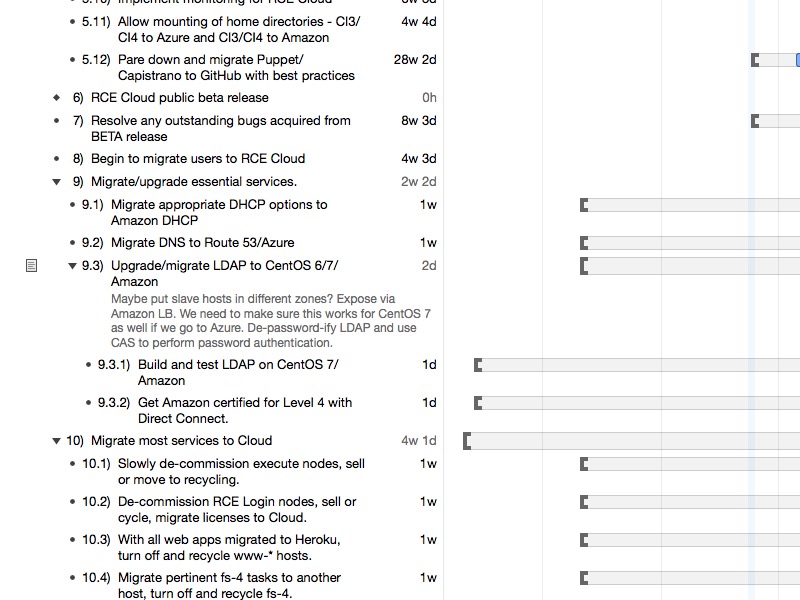 5.10) Implement monitoring for RCE Cloud
5.11) Allow mounting of home directories - CI3/ 4w 4d
CI4 to Azure and CI3/CI4 to Amazon
5.12) Pare down and migrate Puppet/ 28w 2d
Capistrano to GitHub with best practices
6) RCE Cloud public beta release 0h
7) Resolve any outstanding bugs acquired from 8w 3d
BETA release
8) Begin to migrate users to RCE Cloud 4w 3d
9) Migrate/upgrade essential services. 2w 2d
9.1) Migrate appropriate DHCP options to 1w
Amazon DHCP
9.2) Migrate DNS to Route 53/Azure 1w
9.3) Upgrade/migrate LDAP to CentOS 6/7/ 2d
Amazon
Maybe put slave hosts in different zones? Expose via
Amazon LB. We need to make sure this works for CentOS 7
as well if we go to Azure. De-password-ify LDAP and use
CAS to perform password authentication.
9.3.1) Build and test LDAP on CentOS 7/ 1d
Amazon
9.3.2) Get Amazon certified for Level 4 with 1d
Direct Connect.
10) Migrate most services to Cloud 4w 1d
10.1) Slowly de-commission execute nodes, sell 1w
or move to recycling.
10.2) De-commission RCE Login nodes, sell or 1w
cycle, migrate licenses to Cloud.
10.3) With all web apps migrated to Heroku, 1w
turn off and recycle www-* hosts.
10.4) Migrate pertinent fs-4 tasks to another 1w
host, turn off and recycle fs-4.